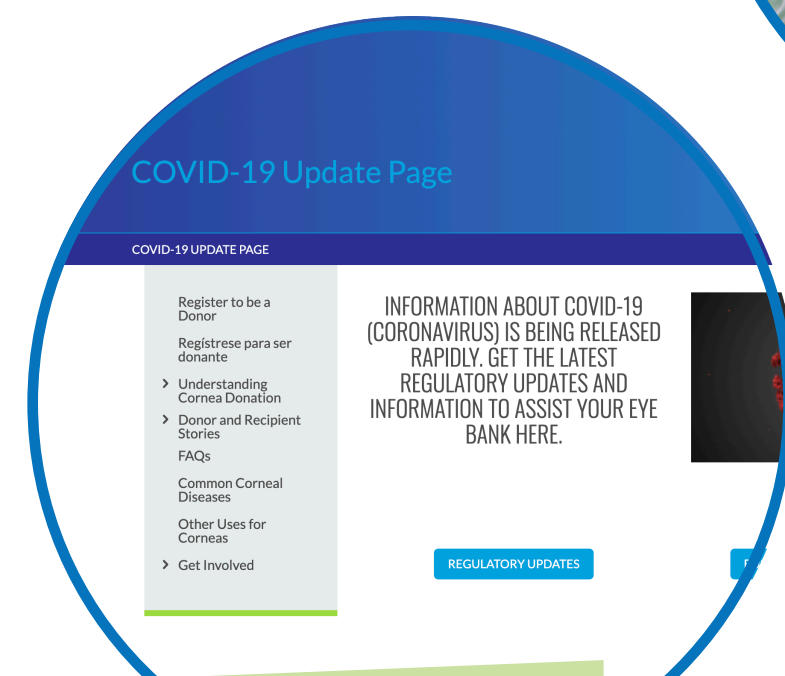 COVID-19 Update Page
COVID-19 UPDATE PAGE
Register to be a
Donor
Regístrese para ser
donante
Understanding
Cornea Donation
Donor and Recipient
Stories
FAQs
Common Corneal
Diseases
Other Uses for
Corneas
Get Involved
INFORMATION ABOUT COVID-19
(CORONAVIRUS) IS BEING RELEASED
RAPIDLY. GET THE LATEST
REGULATORY UPDATES AND
INFORMATION TO ASSIST YOUR EYE
BANK HERE.
REGULATORY UPDATES